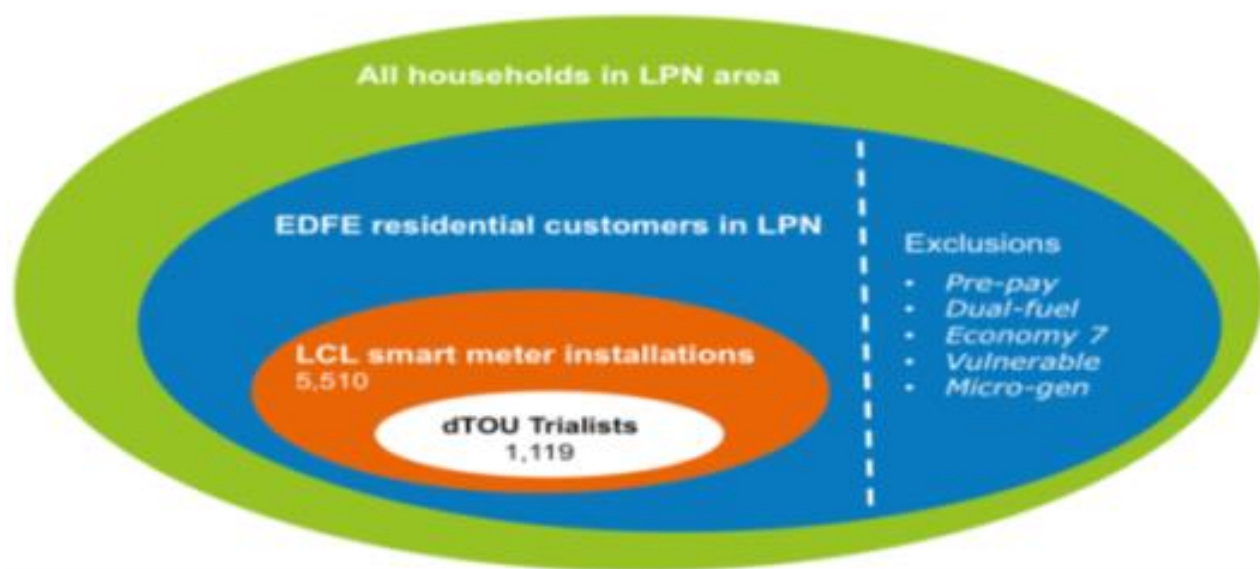 All households in LPN area
EDFE residential customers in LPN
Exclusions
• Pre-pay
• Dual-fuel
• Economy 7
• Vulnerable
• Micro-gen
LCL smart meter installations
5,510
dTOU Trialists
1,119